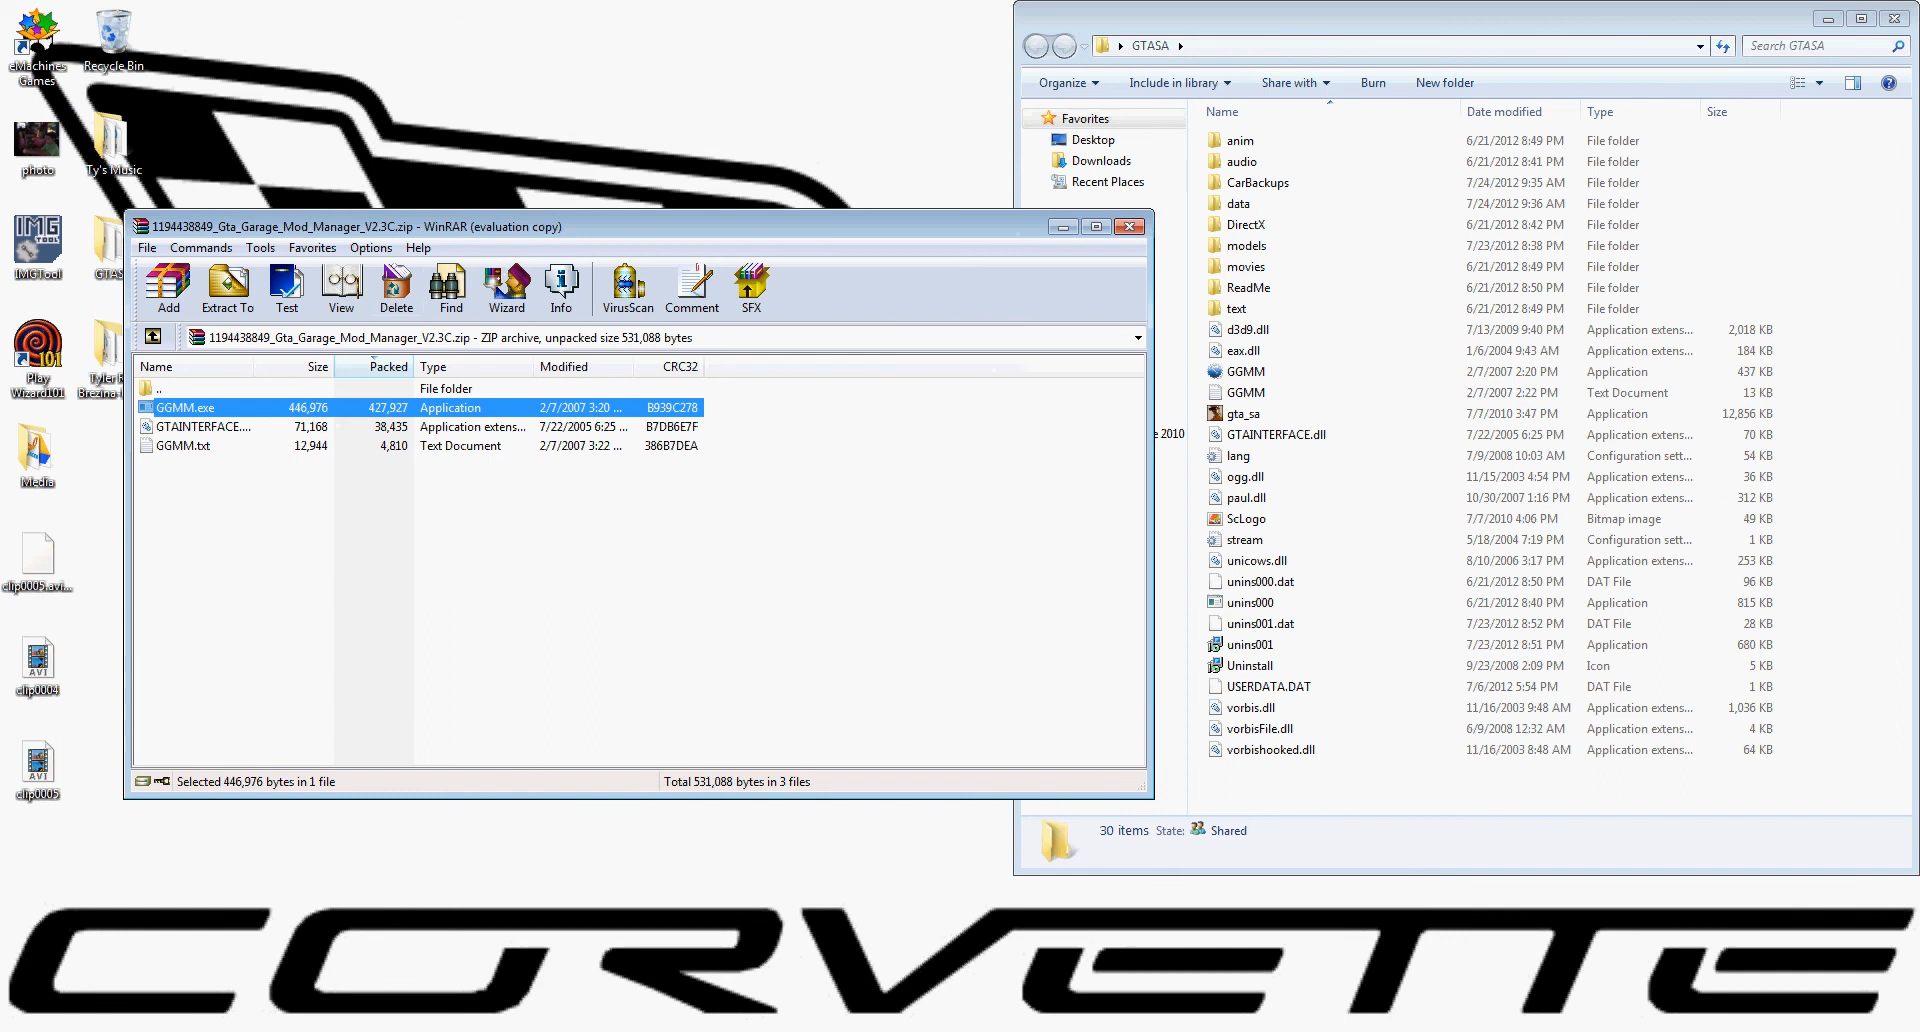 eMachines
Games
Recycle Bin
photo
Ty's Music
IMG
TOOL
IMGTool
GTAS
101
Play
Wizard101
Tyler R
Brezina-
Media
clip0005.avi...
AVI
clip0004
AVI
clip0005
1194438849_Gta_Garage_Mod_Manager_V2.3C.zip - WinRAR (evaluation copy)
File Commands Tools Favorites Options Help
Add Extract To Test View Delete Find Wizard Info VirusScan Comment SFX
1194438849_Gta_Garage_Mod_Manager_V2.3C.zip - ZIP archive, unpacked size 531,088 bytes
Name Size Packed Type Modified CRC32
.. File folder
GGMM.exe 446,976 427,927 Application 2/7/2007 3:20 ... B939C278
GTAINTERFACE.... 71,168 38,435 Application extens... 7/22/2005 6:25 ... B7DB6E7F
GGMM.txt 12,944 4,810 Text Document 2/7/2007 3:22 ... 386B7DEA
Selected 446,976 bytes in 1 file Total 531,088 bytes in 3 files
GTASA
Search GTASA
Organize Include in library Share with Burn New folder
Favorites
Desktop
Downloads
Recent Places
e 2010
Name Date modified Type Size
anim 6/21/2012 8:49 PM File folder
audio 6/21/2012 8:41 PM File folder
CarBackups 7/24/2012 9:35 AM File folder
data 7/24/2012 9:36 AM File folder
DirectX 6/21/2012 8:42 PM File folder
models 7/23/2012 8:38 PM File folder
movies 6/21/2012 8:49 PM File folder
ReadMe 6/21/2012 8:50 PM File folder
text 6/21/2012 8:49 PM File folder
d3d9.dll 7/13/2009 9:40 PM Application extens... 2,018 KB
eax.dll 1/6/2004 9:43 AM Application extens... 184 KB
GGMM 2/7/2007 2:20 PM Application 437 KB
GGMM 2/7/2007 2:22 PM Text Document 13 KB
gta_sa 7/7/2010 3:47 PM Application 12,856 KB
GTAINTERFACE.dll 7/22/2005 6:25 PM Application extens... 70 KB
lang 7/9/2008 10:03 AM Configuration sett... 54 KB
ogg.dll 11/15/2003 4:54 PM Application extens... 36 KB
paul.dll 10/30/2007 1:16 PM Application extens... 312 KB
ScLogo 7/7/2010 4:06 PM Bitmap image 49 KB
stream 5/18/2004 7:19 PM Configuration sett... 1 KB
unicows.dll 8/10/2006 3:17 PM Application extens... 253 KB
unins000.dat 6/21/2012 8:50 PM DAT File 96 KB
unins000 6/21/2012 8:40 PM Application 815 KB
unins001.dat 7/23/2012 8:52 PM DAT File 28 KB
unins001 7/23/2012 8:51 PM Application 680 KB
Uninstall 9/23/2008 2:09 PM Icon 5 KB
USERDATA.DAT 7/6/2012 5:54 PM DAT File 1 KB
vorbis.dll 11/16/2003 9:48 AM Application extens... 1,036 KB
vorbisFile.dll 6/9/2008 12:32 AM Application extens... 4 KB
vorbishooked.dll 11/16/2003 8:48 AM Application extens... 64 KB
30 items State: Shared
CORVETTE